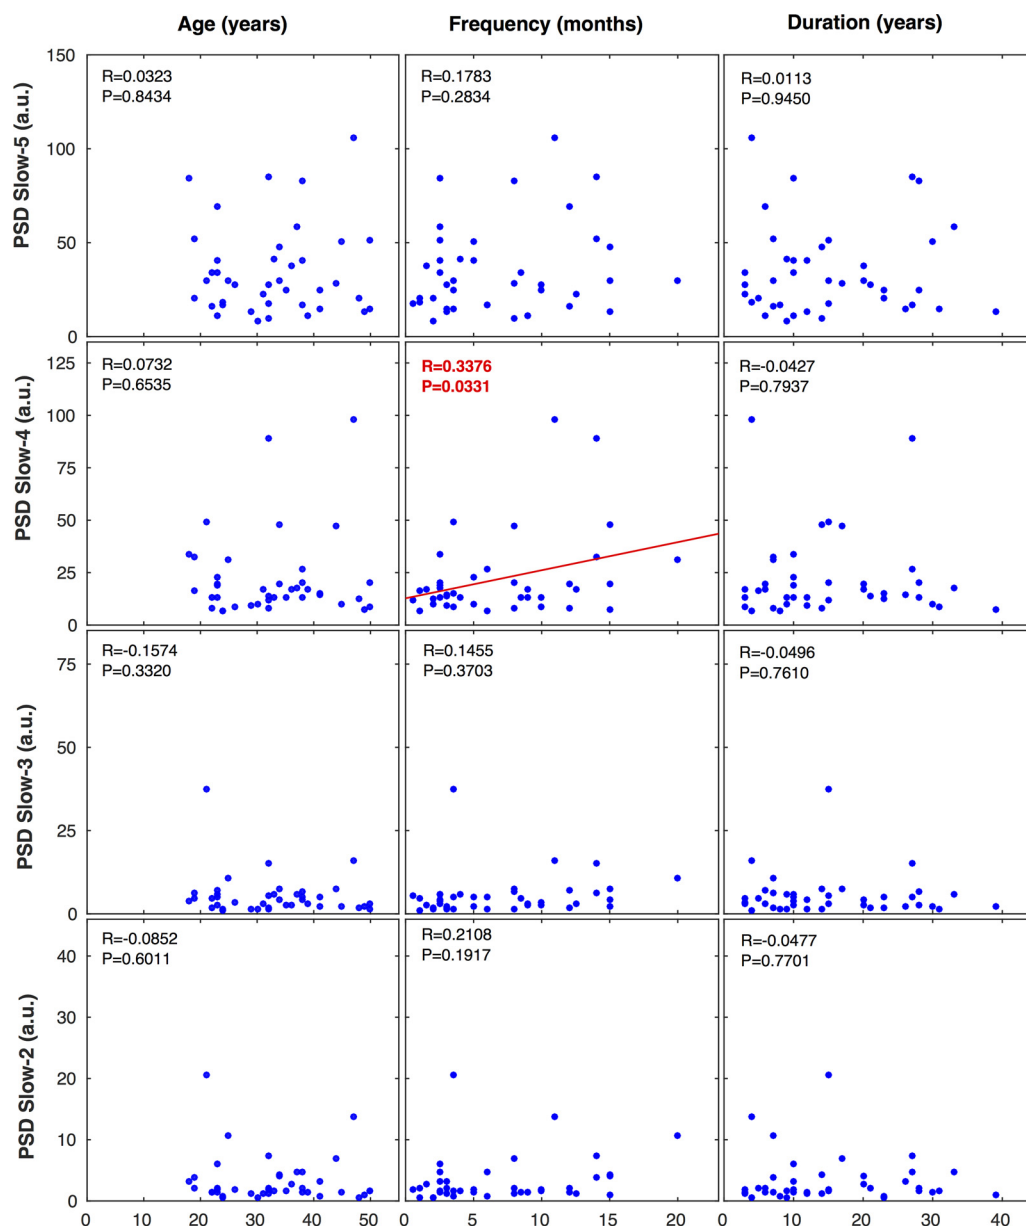 Age (years) Frequency (months) Duration (years)
PSD Slow-5 (a.u.)
150
100
50
0
R=0.0323
P=0.8434
R=0.1783
P=0.2834
R=0.0113
P=0.9450
PSD Slow-4 (a.u.)
125
100
75
50
25
0
R=0.0732
P=0.6535
R=0.3376
P=0.0331
R=-0.0427
P=0.7937
PSD Slow-3 (a.u.)
75
50
25
0
R=-0.1574
P=0.3320
R=0.1455
P=0.3703
R=-0.0496
P=0.7610
PSD Slow-2 (a.u.)
40
30
20
10
0
R=-0.0852
P=0.6011
R=0.2108
P=0.1917
R=-0.0477
P=0.7701
0 10 20 30 40 50 0 5 10 15 20 0 10 20 30 40